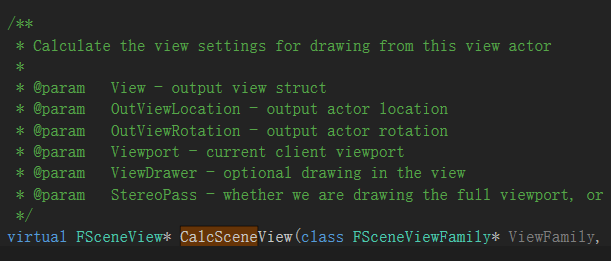 /**
* Calculate the view settings for drawing from this view actor
*
* @param View - output view struct
* @param OutViewLocation - output actor location
* @param OutViewRotation - output actor rotation
* @param Viewport - current client viewport
* @param ViewDrawer - optional drawing in the view
* @param StereoPass - whether we are drawing the full viewport, or
*/
virtual FSceneView* CalcSceneView(class FSceneViewFamily* ViewFamily,